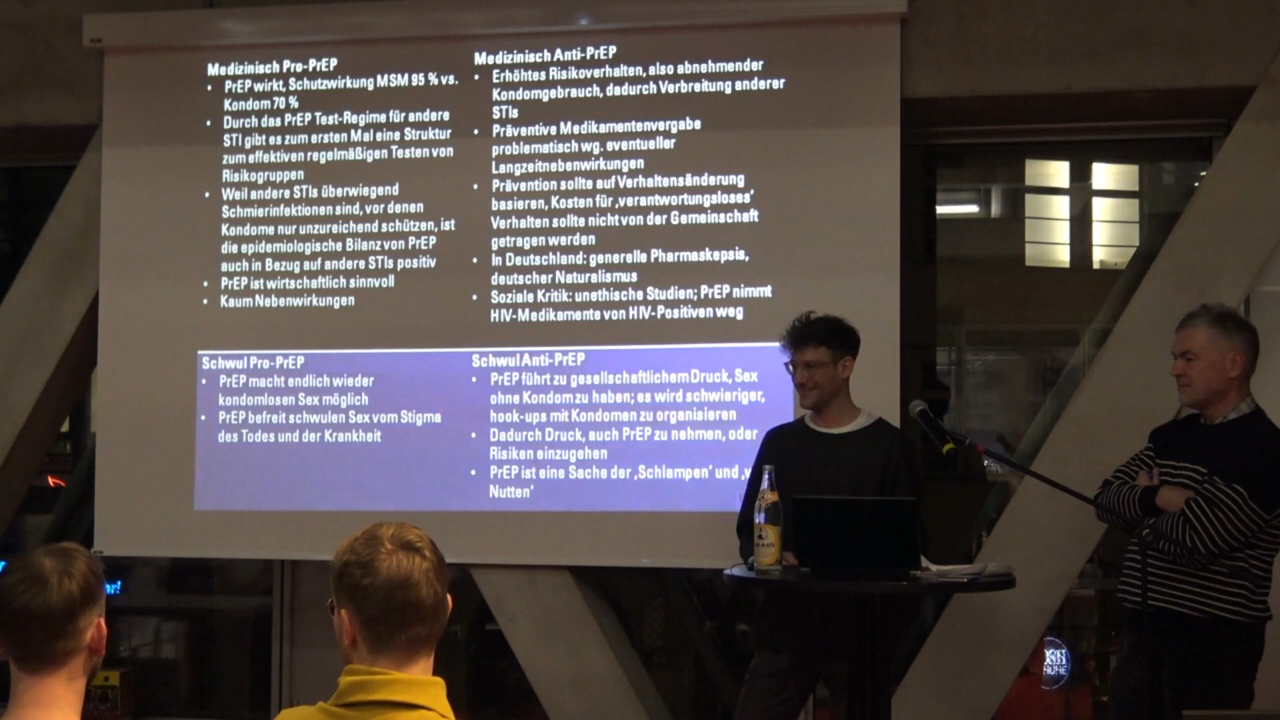 Medizinisch Pro-PrEP
• PrEP wirkt, Schutzwirkung MSM 95 % vs.
Kondom 70 %
• Durch das PrEP Test-Regime für andere
STI gibt es zum ersten Mal eine Struktur
zum effektiven regelmäßigen Testen von
Risikogruppen
• Weil andere STIs überwiegend
Schmierinfektionen sind, vor denen
Kondome nur unzureichend schützen, ist
die epidemiologische Bilanz von PrEP
auch in Bezug auf andere STIs positiv
• PrEP ist wirtschaftlich sinnvoll
• Kaum Nebenwirkungen
Medizinisch Anti-PrEP
• Erhöhtes Risikoverhalten, also abnehmender
Kondomgebrauch, dadurch Verbreitung anderer
STIs
• Präventive Medikamentenvergabe
problematisch wg. eventueller
Langzeitnebenwirkungen
• Prävention sollte auf Verhaltensänderung
basieren, Kosten für ‚verantwortungsloses‘
Verhalten sollte nicht von der Gemeinschaft
getragen werden
• In Deutschland: generelle Pharmaskepsis,
deutscher Naturalismus
• Soziale Kritik: unethische Studien; PrEP nimmt
HIV-Medikamente von HIV-Positiven weg
Schwul Pro-PrEP
• PrEP macht endlich wieder
kondomlosen Sex möglich
• PrEP befreit schwulen Sex vom Stigma
des Todes und der Krankheit
Schwul Anti-PrEP
• PrEP führt zu gesellschaftlichem Druck, Sex
ohne Kondom zu haben; es wird schwieriger,
hook-ups mit Kondomen zu organisieren
• Dadurch Druck, auch PrEP zu nehmen, oder
Risiken einzugehen
• PrEP ist eine Sache der ‚Schlampen‘ und
Nutten‘